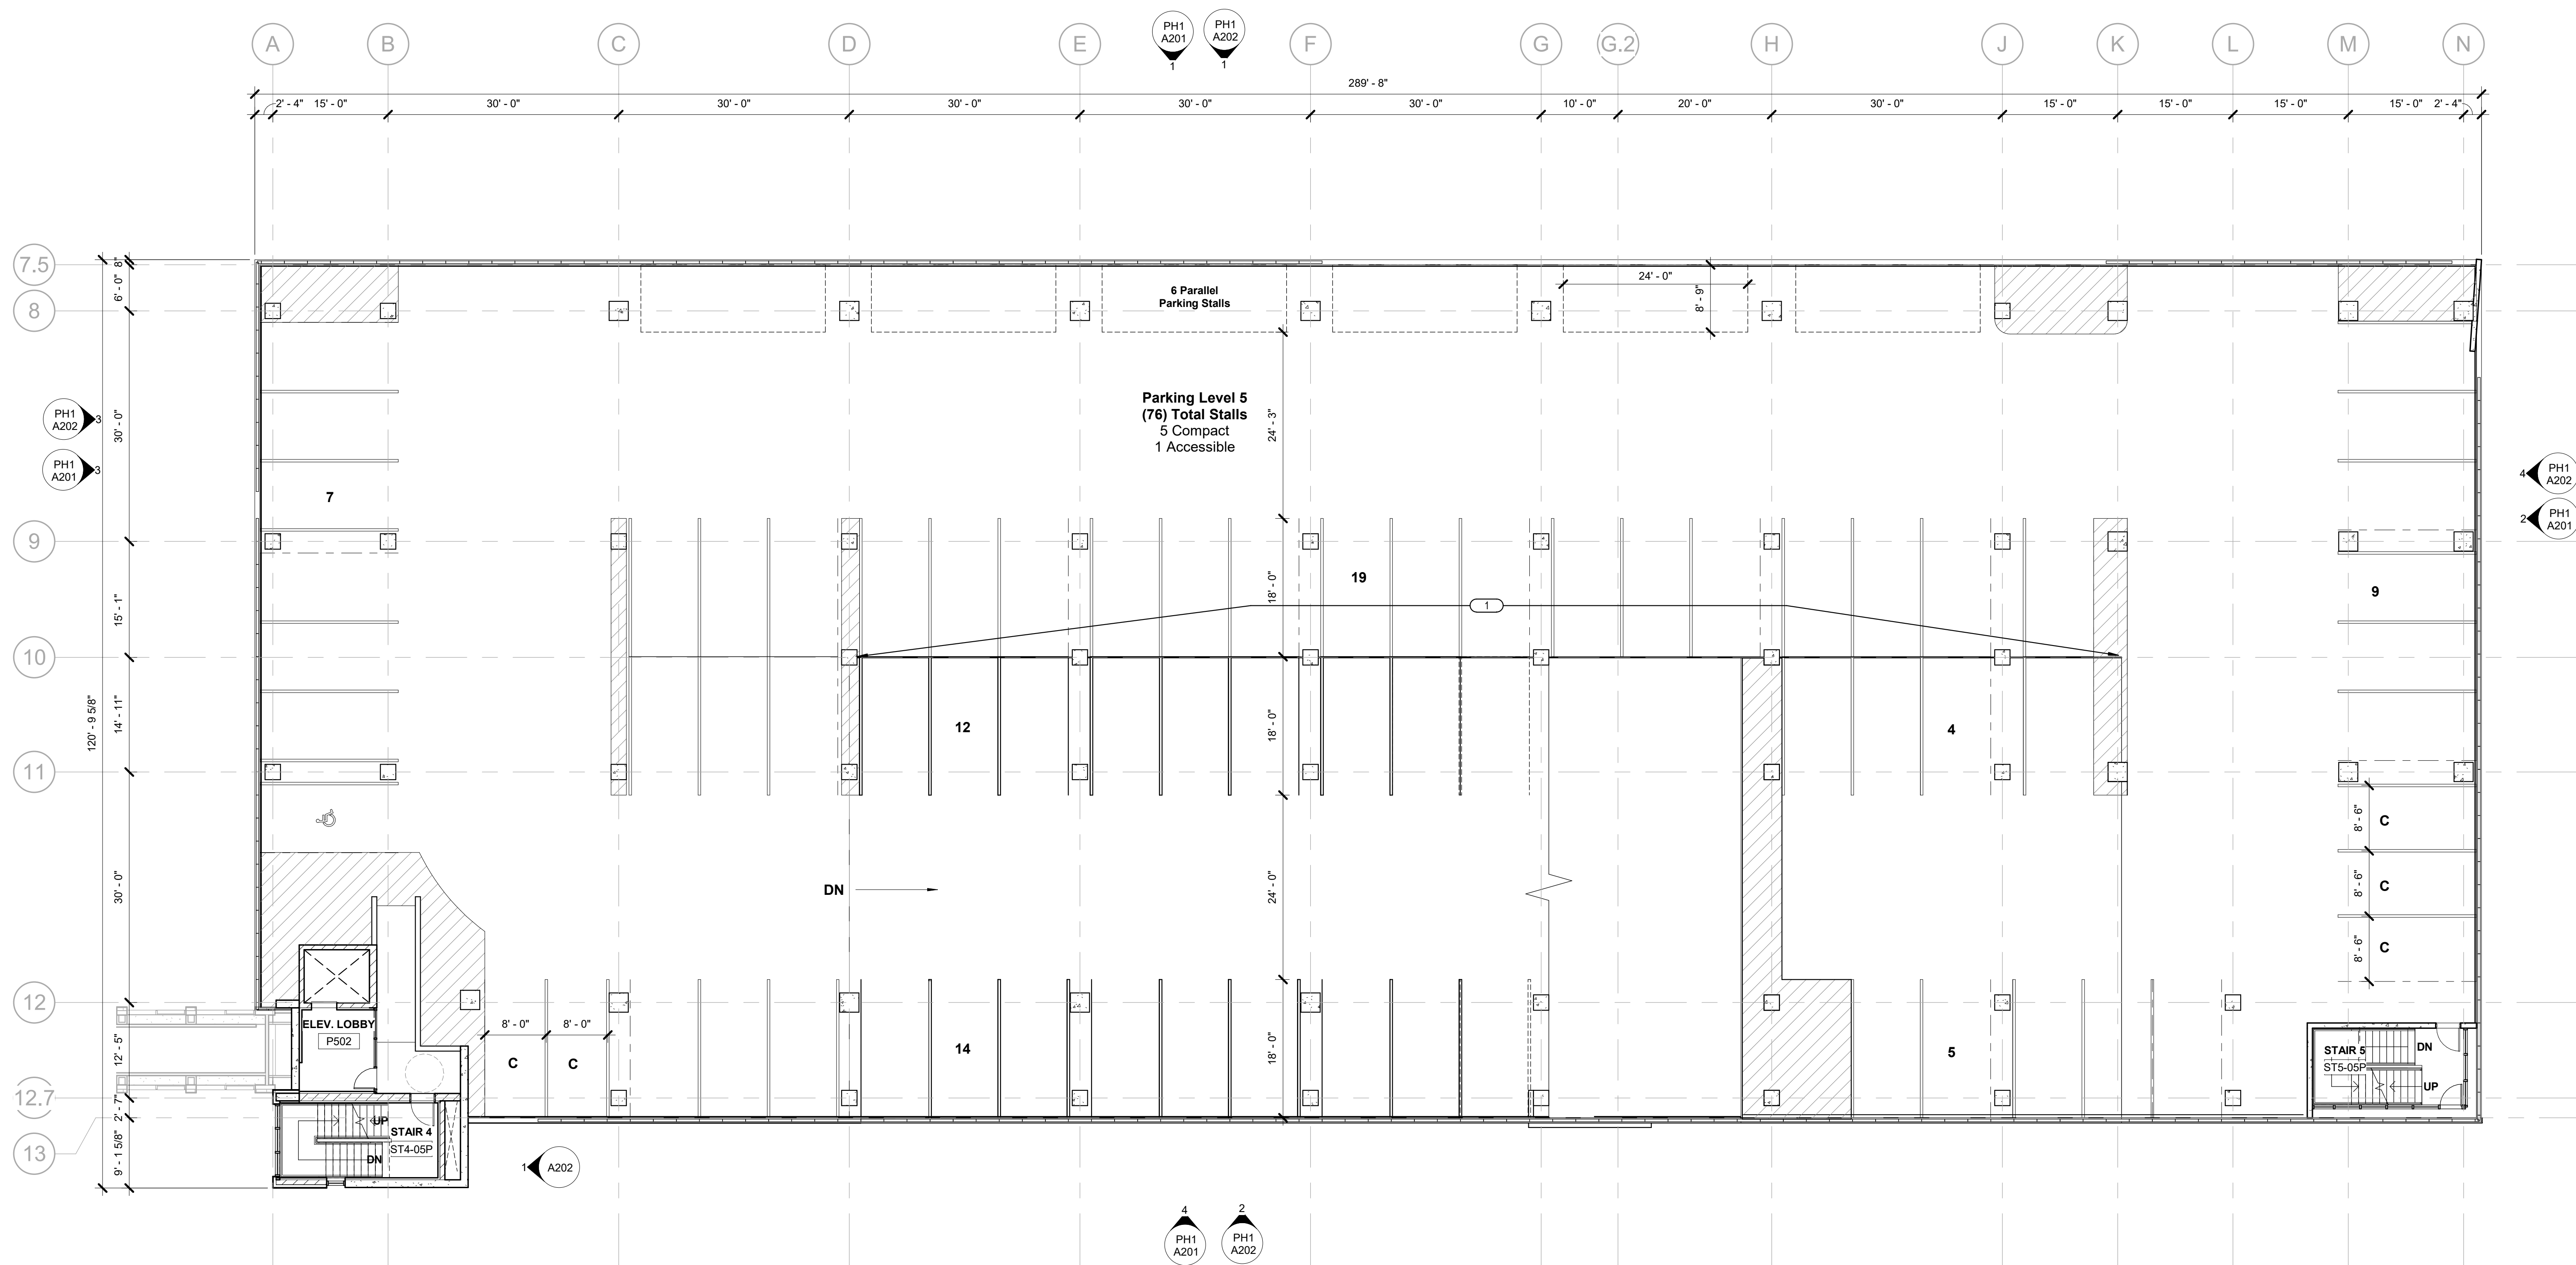 A B C D E F G G.2 H J K L M N
PH1
A201
1
PH1
A202
1
289' - 8"
2' - 4" 15' - 0" 30' - 0" 30' - 0" 30' - 0" 30' - 0" 30' - 0" 10' - 0" 20' - 0" 30' - 0" 15' - 0" 15' - 0" 15' - 0" 15' - 0" 2' - 4"
7.5
8
9
10
11
12
12.7
13
8"
6' - 0"
30' - 0"
15' - 1"
14' - 11"
30' - 0"
12' - 5"
2' - 7"
9' - 1 5/8"
120' - 9 5/8"
PH1
A202
3
PH1
A201
3
6 Parallel
Parking Stalls
24' - 0"
8' - 9"
Parking Level 5
(76) Total Stalls
5 Compact
1 Accessible
24' - 3"
18' - 0"
18' - 0"
24' - 0"
18' - 0"
7
19
1
9
12
4
DN
8' - 6"
C
8' - 6"
C
8' - 6"
C
4
PH1
A202
2
PH1
A201
ELEV. LOBBY
P502
8' - 0" 8' - 0"
C C
14
5
STAIR 5
ST5-05P
DN
UP
UP
STAIR 4
ST4-05P
DN
1
A202
4
PH1
A201
2
PH1
A202